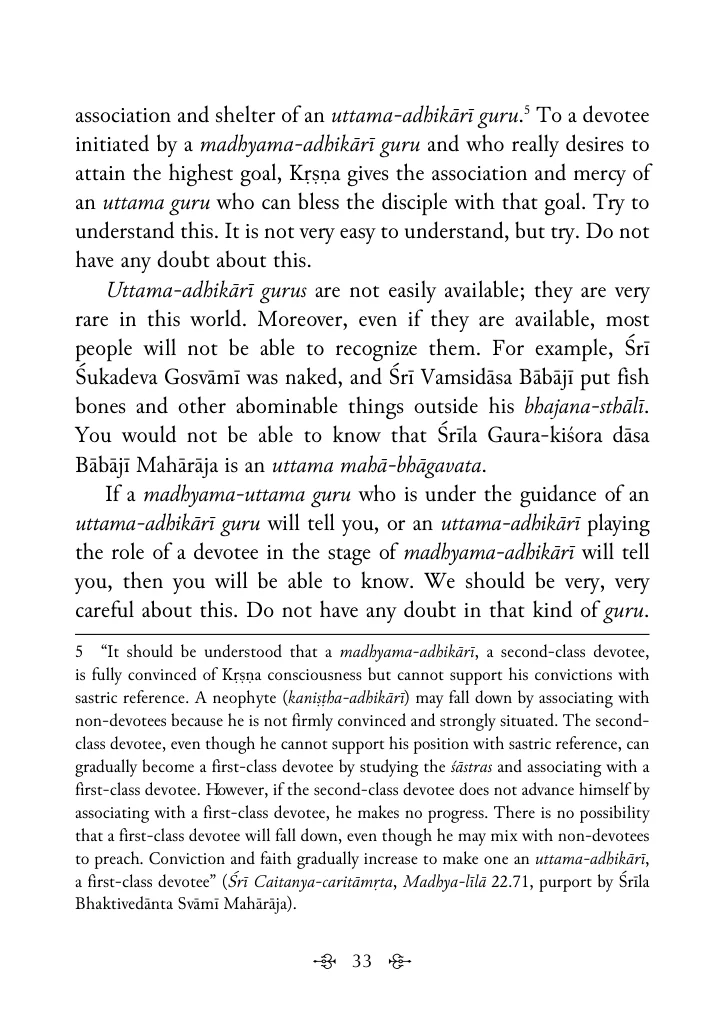 association and shelter of an uttama-adhikārī guru.5 To a devotee
initiated by a madhyama-adhikārī guru and who really desires to
attain the highest goal, Kṛṣṇa gives the association and mercy of
an uttama guru who can bless the disciple with that goal. Try to
understand this. It is not very easy to understand, but try. Do not
have any doubt about this.
Uttama-adhikārī gurus are not easily available; they are very
rare in this world. Moreover, even if they are available, most
people will not be able to recognize them. For example, Śrī
Śukadeva Gosvāmī was naked, and Śrī Vamsidāsa Bābājī put fish
bones and other abominable things outside his bhajana-sthālī.
You would not be able to know that Śrīla Gaura-kiśora dāsa
Bābājī Mahārāja is an uttama mahā-bhāgavata.
If a madhyama-uttama guru who is under the guidance of an
uttama-adhikārī guru will tell you, or an uttama-adhikārī playing
the role of a devotee in the stage of madhyama-adhikārī will tell
you, then you will be able to know. We should be very, very
careful about this. Do not have any doubt in that kind of guru.
5 “It should be understood that a madhyama-adhikārī, a second-class devotee,
is fully convinced of Kṛṣṇa consciousness but cannot support his convictions with
sastric reference. A neophyte (kaniṣṭha-adhikārī) may fall down by associating with
non-devotees because he is not firmly convinced and strongly situated. The second-
class devotee, even though he cannot support his position with sastric reference, can
gradually become a first-class devotee by studying the śāstras and associating with a
first-class devotee. However, if the second-class devotee does not advance himself by
associating with a first-class devotee, he makes no progress. There is no possibility
that a first-class devotee will fall down, even though he may mix with non-devotees
to preach. Conviction and faith gradually increase to make one an uttama-adhikārī,
a first-class devotee” (Śrī Caitanya-caritāmṛta, Madhya-līlā 22.71, purport by Śrīla
Bhaktivedānta Svāmī Mahārāja).
33